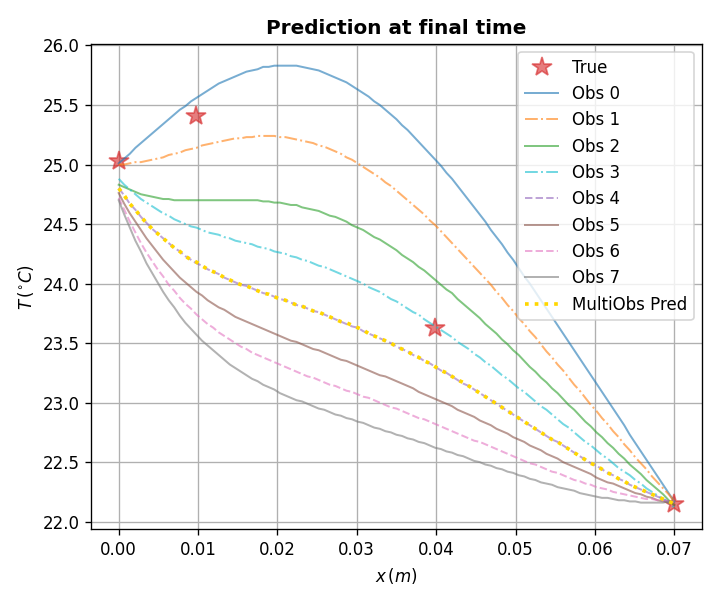 Prediction at final time
26.0
25.5
25.0
24.5
24.0
23.5
23.0
22.5
22.0
T (°C)
True
Obs 0
Obs 1
Obs 2
Obs 3
Obs 4
Obs 5
Obs 6
Obs 7
MultiObs Pred
0.00 0.01 0.02 0.03 0.04 0.05 0.06 0.07
x (m)